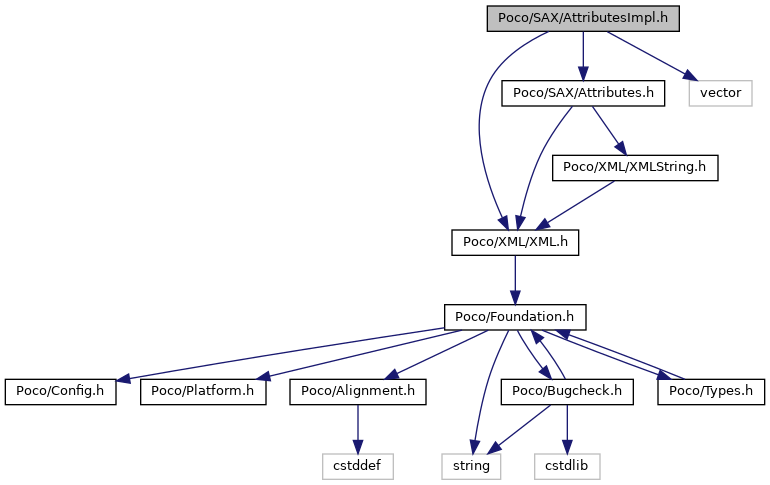 Poco/SAX/AttributesImpl.h
Poco/SAX/Attributes.h
vector
Poco/XML/XMLString.h
Poco/XML/XML.h
Poco/Foundation.h
Poco/Config.h
Poco/Platform.h
Poco/Alignment.h
Poco/Bugcheck.h
Poco/Types.h
cstddef
string
cstdlib